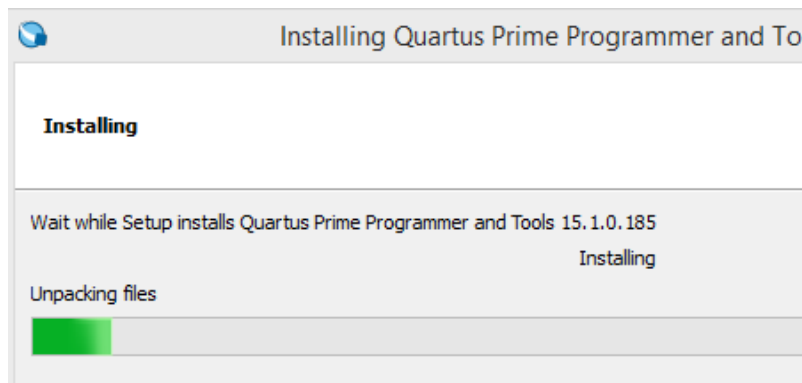 Installing Quartus Prime Programmer and To
Installing
Wait while Setup installs Quartus Prime Programmer and Tools 15.1.0.185
Installing
Unpacking files